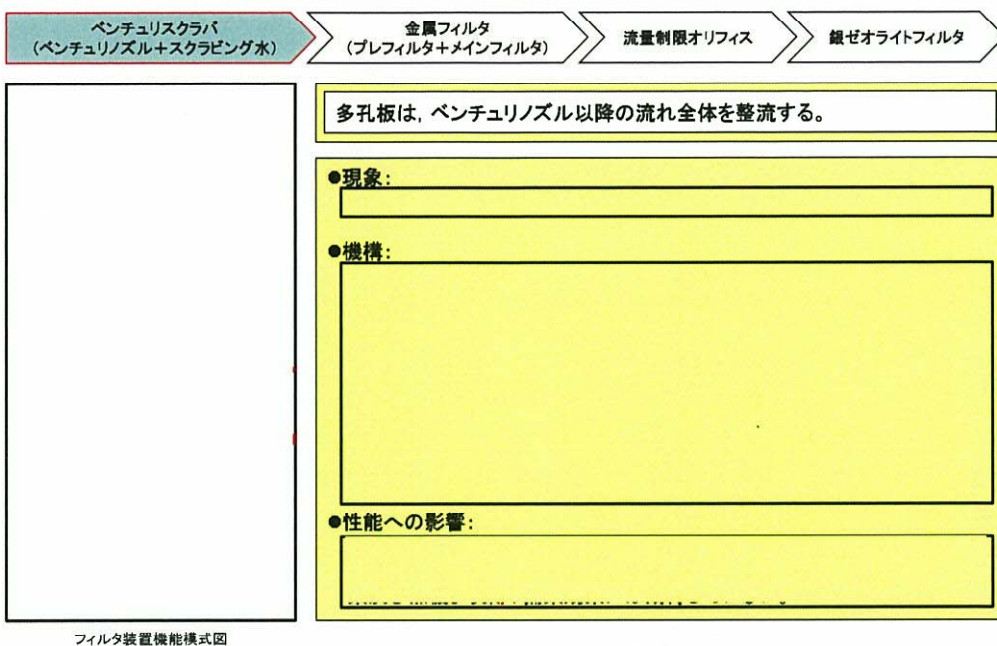 ベンチュリスクラバ
(ベンチュリノズル+スクラビング水)
金属フィルタ
(プレフィルタ+メインフィルタ)
流量制限オリフィス
銀ゼオライトフィルタ
多孔板は,ベンチュリノズル以降の流れ全体を整流する。
●現象:
●機構:
●性能への影響:
フィルタ装置機能模式図